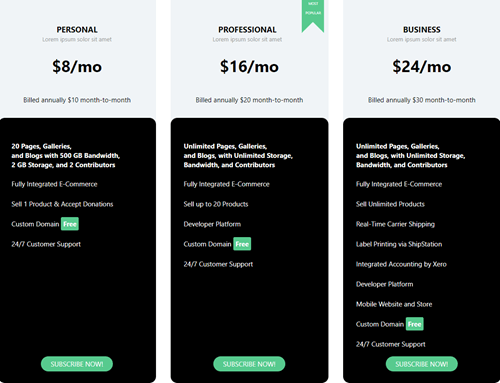 PERSONAL
Lorem ipsum solor sit amet
$8/mo
Billed annually $10 month-to-month
20 Pages, Galleries,
and Blogs with 500 GB Bandwidth,
2 GB Storage, and 2 Contributors
Fully Integrated E-Commerce
Sell 1 Product & Accept Donations
Custom Domain Free
24/7 Customer Support
SUBSCRIBE NOW!
MOST
POPULAR
PROFESSIONAL
Lorem ipsum solor sit amet
$16/mo
Billed annually $20 month-to-month
Unlimited Pages, Galleries,
and Blogs, with Unlimited Storage,
Bandwidth, and Contributors
Fully Integrated E-Commerce
Sell up to 20 Products
Developer Platform
Custom Domain Free
24/7 Customer Support
SUBSCRIBE NOW!
BUSINESS
Lorem ipsum solor sit amet
$24/mo
Billed annually $30 month-to-month
Unlimited Pages, Galleries,
and Blogs, with Unlimited Storage,
Bandwidth, and Contributors
Fully Integrated E-Commerce
Sell Unlimited Products
Real-Time Carrier Shipping
Label Printing via ShipStation
Integrated Accounting by Xero
Developer Platform
Mobile Website and Store
Custom Domain Free
24/7 Customer Support
SUBSCRIBE NOW!